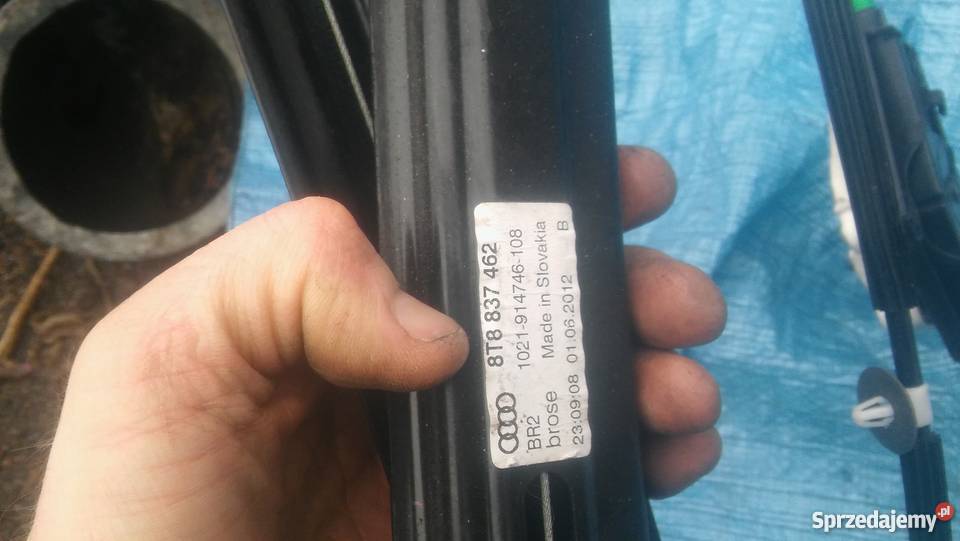 8T8 837 462
BR2 1021-914746-108
brose Made in Slovakia
23:09:08 01.06.2012 B
Sprzedajemy.pl